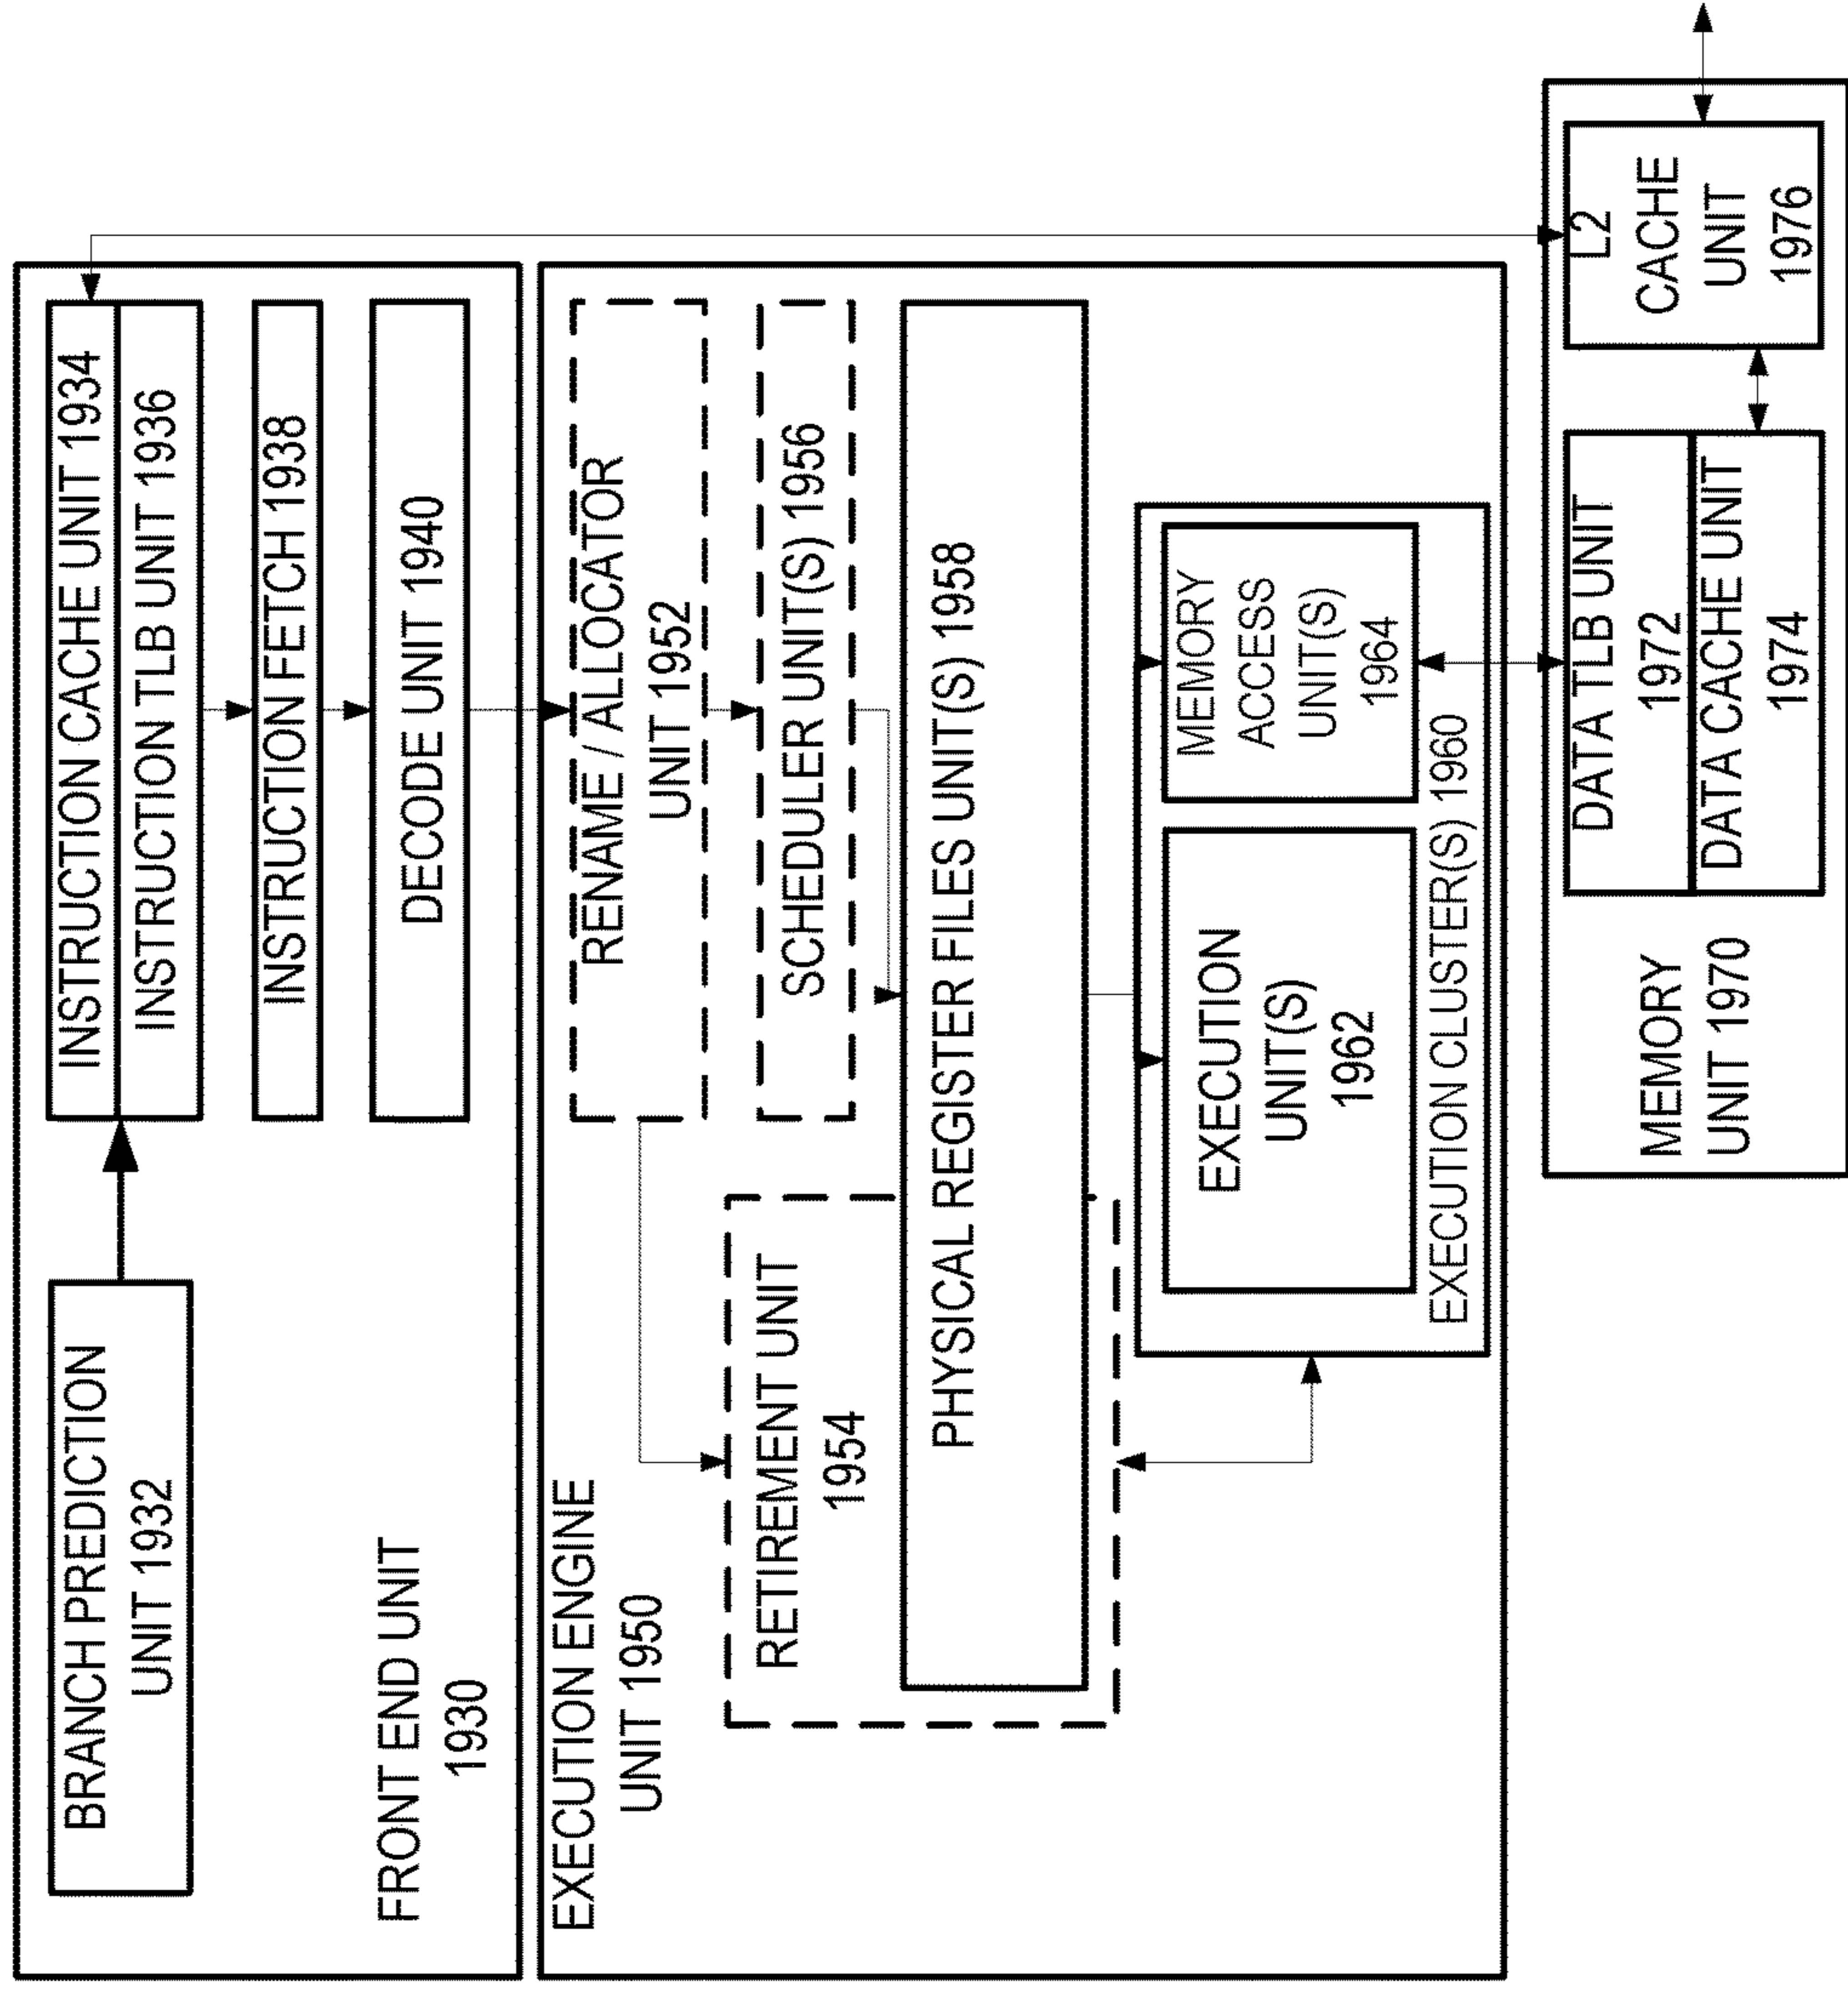 BRANCH PREDICTION
UNIT 1932
INSTRUCTION CACHE UNIT 1934
INSTRUCTION TLB UNIT 1936
INSTRUCTION FETCH 1938
DECODE UNIT 1940
FRONT END UNIT
1930
EXECUTION ENGINE
UNIT 1950
RENAME / ALLOCATOR
UNIT 1952
RETIREMENT UNIT
1954
SCHEDULER UNIT(S) 1956
PHYSICAL REGISTER FILES UNIT(S) 1958
EXECUTION
UNIT(S)
1962
MEMORY
ACCESS
UNIT(S)
1964
EXECUTION CLUSTER(S) 1960
MEMORY
UNIT 1970
DATA TLB UNIT
1972
DATA CACHE UNIT
1974
L2
CACHE
UNIT
1976